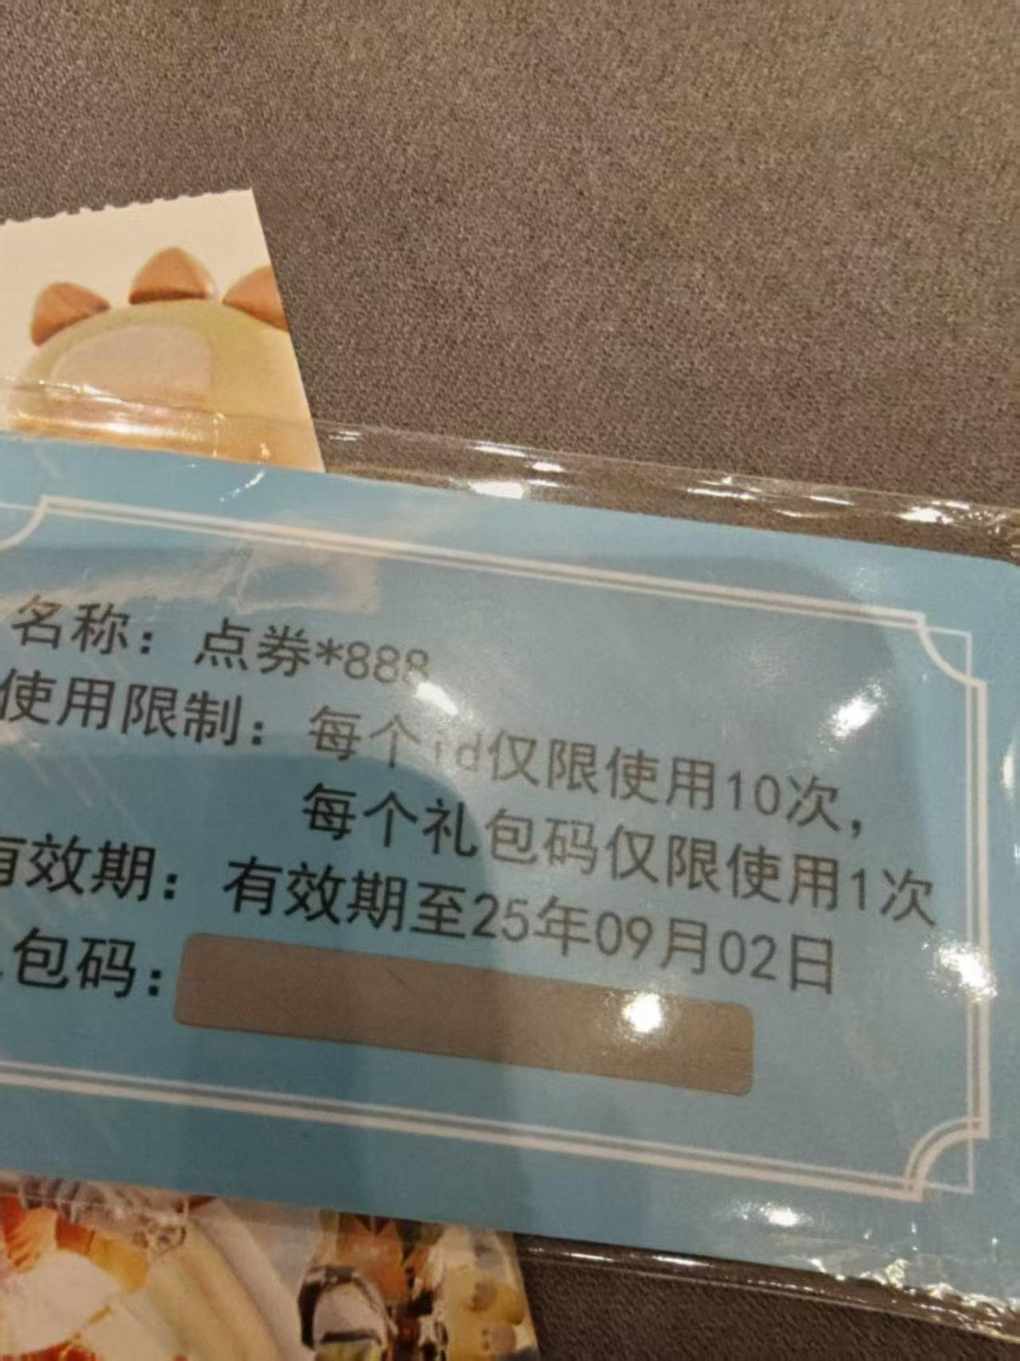 名称：点券*888
使用限制：每个id仅限使用10次，
每个礼包码仅限使用1次
有效期：有效期至25年09月02日
包码：